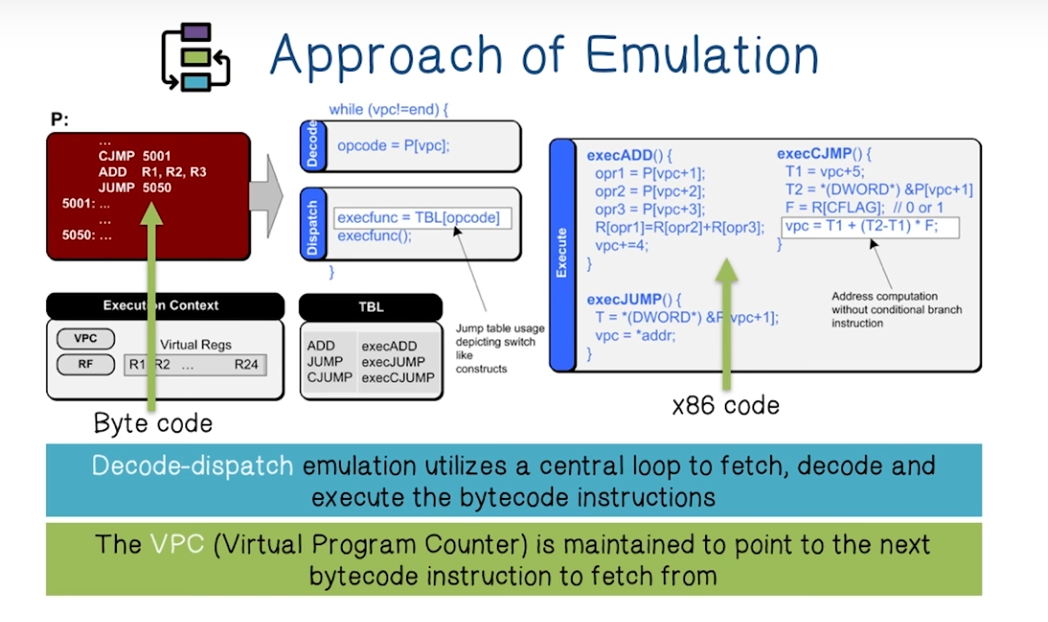 Approach of Emulation
P:
...
CJMP 5001
ADD R1, R2, R3
JUMP 5050
5001: ...
...
5050: ...
while (vpc!=end) {
Decode
opcode = P[vpc];
Dispatch
execfunc = TBL[opcode]
execfunc();
}
Execute
execADD() {
opr1 = P[vpc+1];
opr2 = P[vpc+2];
opr3 = P[vpc+3];
R[opr1]=R[opr2]+R[opr3];
vpc+=4;
}
execJUMP() {
T = *(DWORD*) &P[vpc+1];
vpc = *addr;
}
execCJMP() {
T1 = vpc+5;
T2 = *(DWORD*) &P[vpc+1]
F = R[CFLAG]; // 0 or 1
vpc = T1 + (T2-T1) * F;
}
Address computation
without conditional branch
instruction
Execution Context
VPC
RF
Virtual Regs
R1 R2 ... R24
TBL
ADD execADD
JUMP execJUMP
CJUMP execCJUMP
Jump table usage
depicting switch
like
constructs
Byte code
x86 code
Decode-dispatch emulation utilizes a central loop to fetch, decode and
execute the bytecode instructions
The VPC (Virtual Program Counter) is maintained to point to the next
bytecode instruction to fetch from